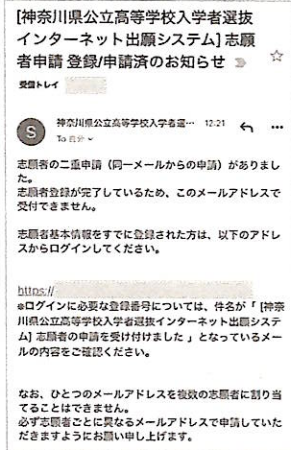 [神奈川県公立高等学校入学者選抜
インターネット出願システム] 志願
者申請 登録/申請済のお知らせ
受信トレイ
S
神奈川県公立高等学校入学者選… 12:21
To 自分
志願者の二重申請（同一メールからの申請）がありまし
た。
志願者登録が完了しているため、このメールアドレスで
受付できません。
志願者基本情報をすでに登録された方は、以下のアドレ
スからログインしてください。
https://
※ログインに必要な登録番号については、件名が「 [神奈
川県公立高等学校入学者選抜インターネット出願システ
ム] 志願者の申請を受け付けました 」となっているメー
ルの内容をご確認ください。
なお、ひとつのメールアドレスを複数の志願者に割り当
てることはできません。
必ず志願者ごとに異なるメールアドレスで申請していた
だきますようにお願い申し上げます。